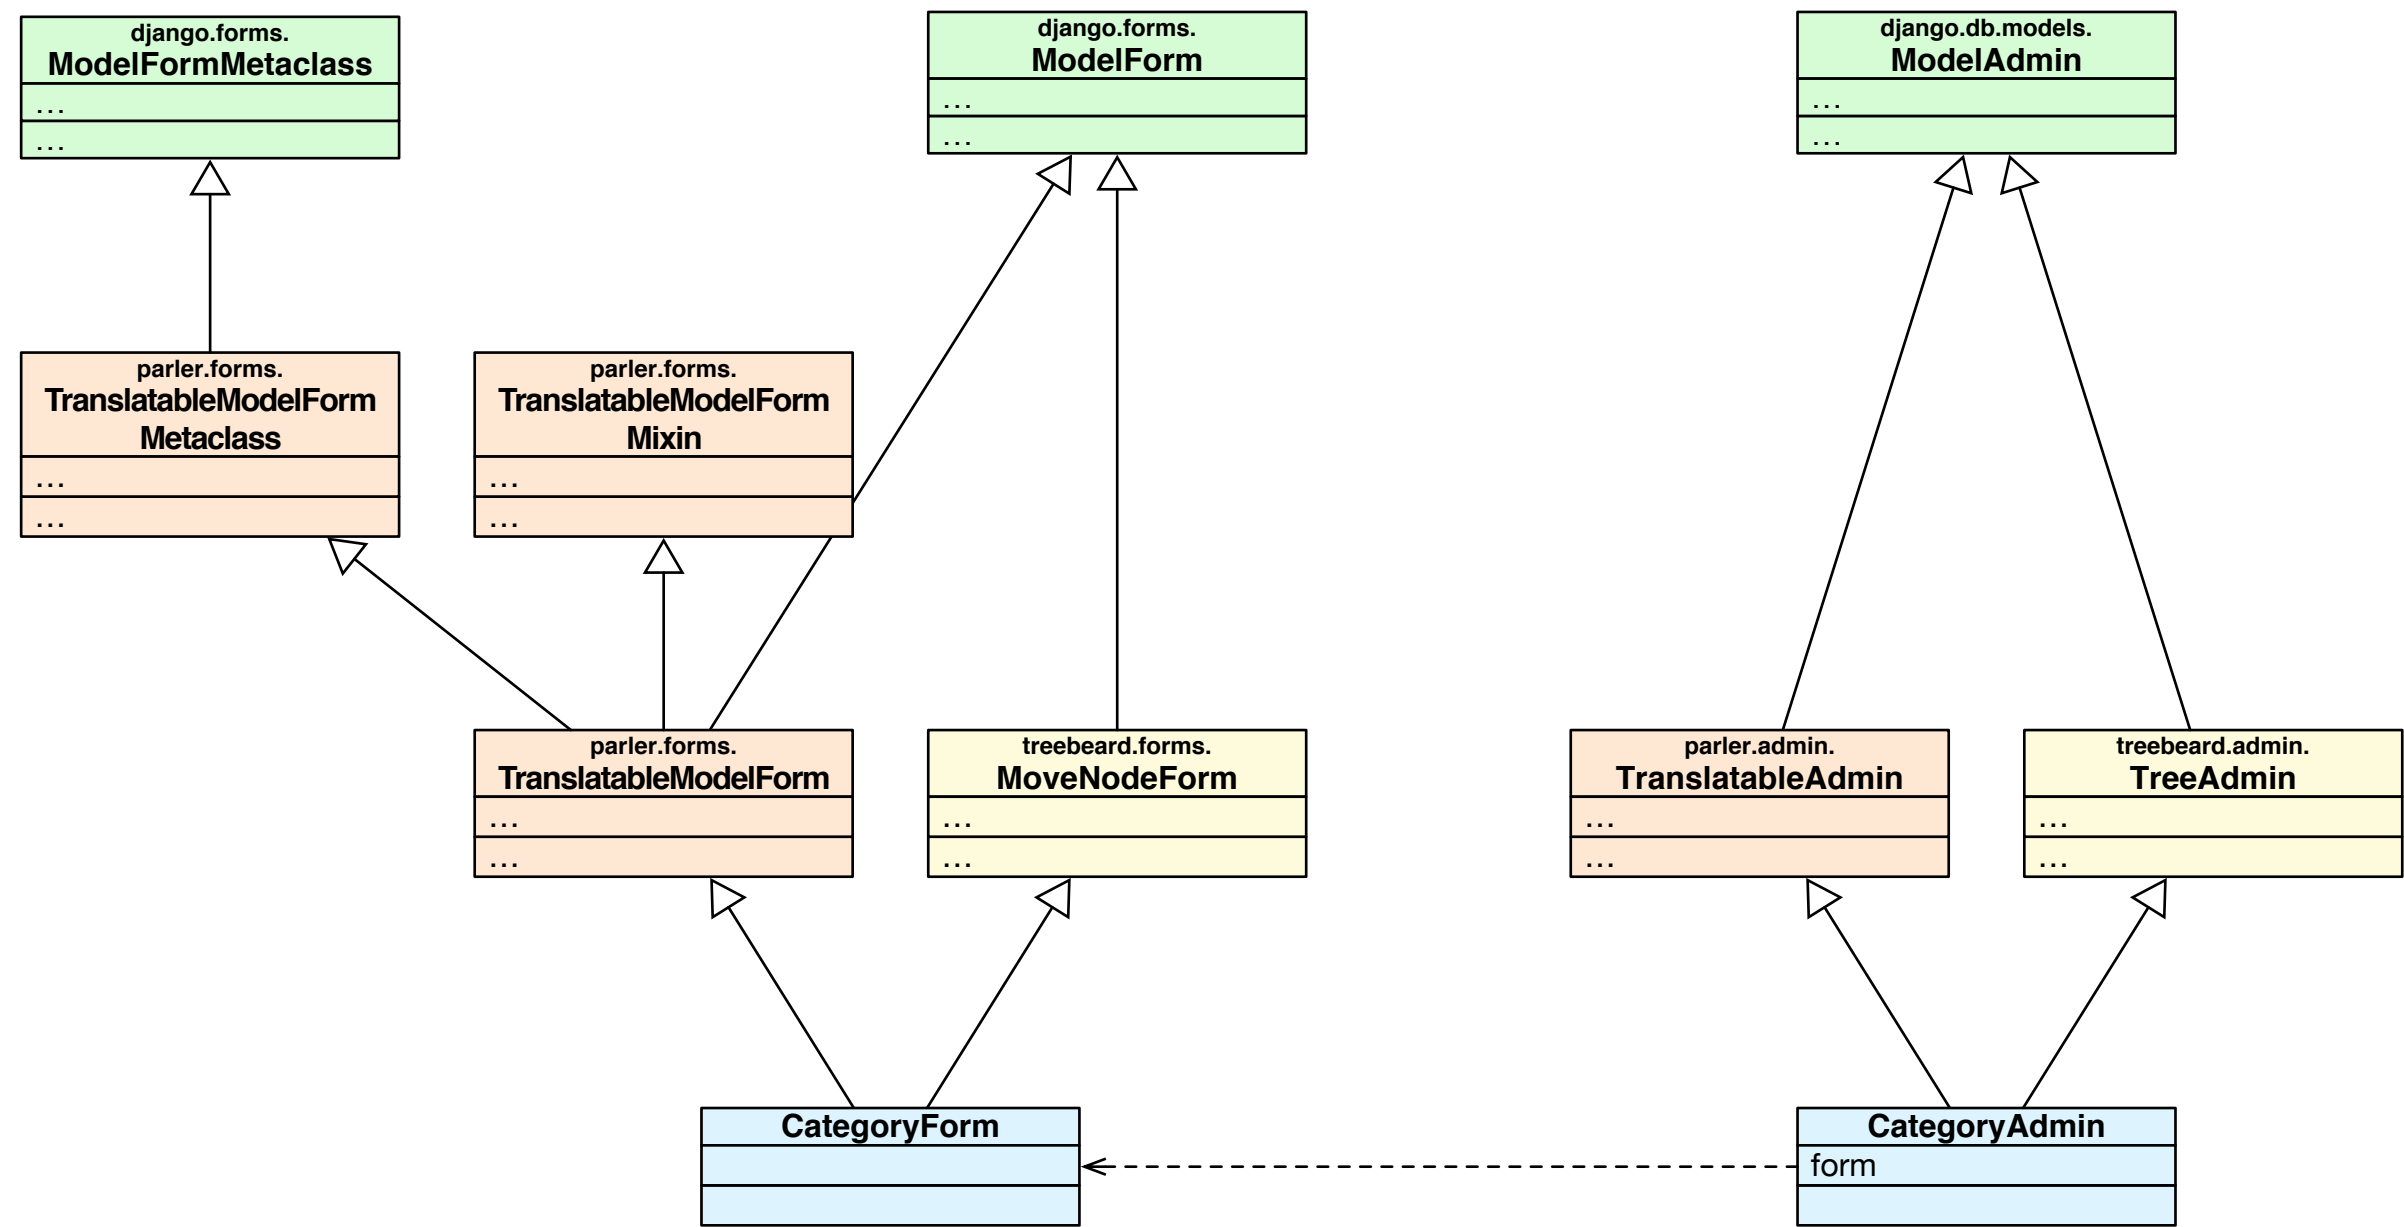 django.forms.
ModelFormMetaclass
...
...
django.forms.
ModelForm
...
...
django.db.models.
ModelAdmin
...
...
parler.forms.
TranslatableModelForm
Metaclass
...
...
parler.forms.
TranslatableModelForm
Mixin
...
...
parler.forms.
TranslatableModelForm
...
...
treebeard.forms.
MoveNodeForm
...
...
parler.admin.
TranslatableAdmin
...
...
treebeard.admin.
TreeAdmin
...
...
CategoryForm
CategoryAdmin
form